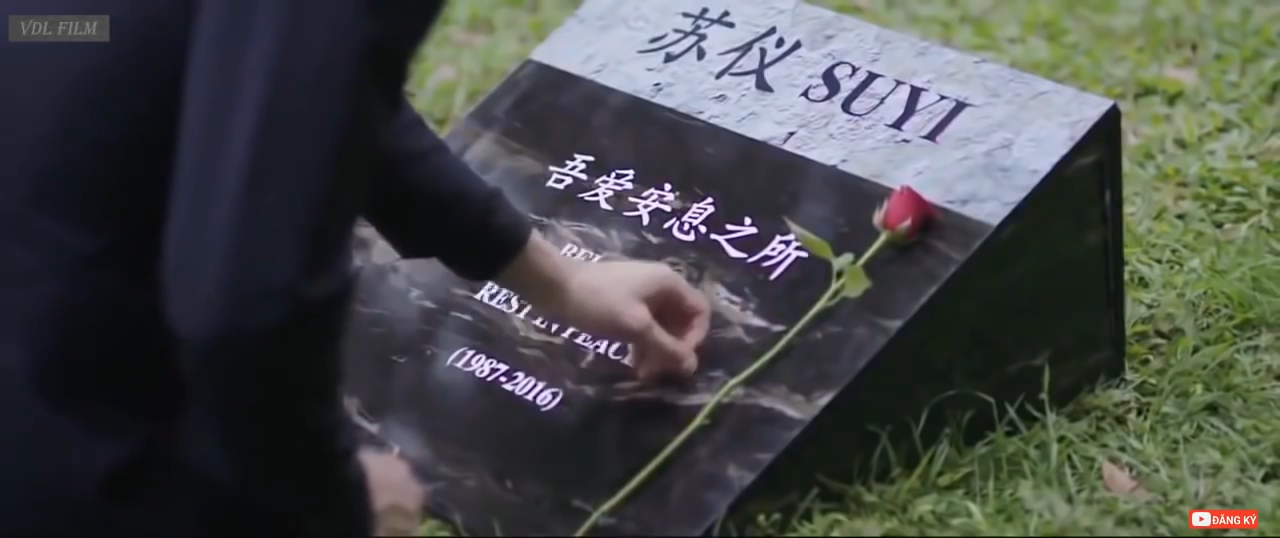 VDL FILM
苏仪 SUYI
吾爱安息之所
REST IN PEAC
(1987-2016)
ĐĂNG KÝ